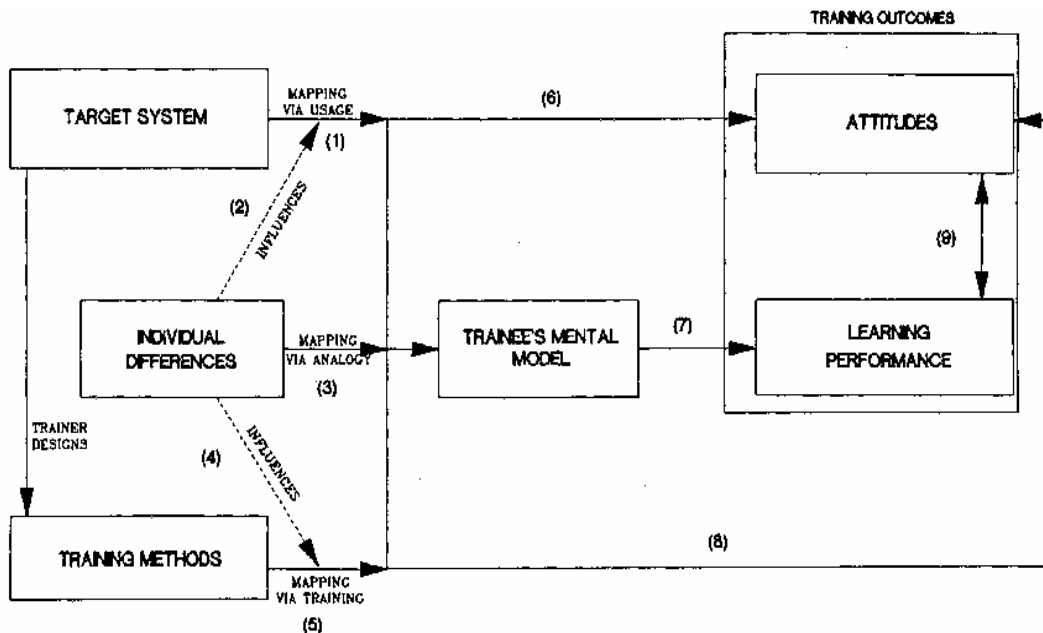 TRAINING OUTCOMES
TARGET SYSTEM
MAPPING
VIA USAGE
(1)
(6)
ATTITUDES
(2)
INFLUENCES
(9)
INDIVIDUAL
DIFFERENCES
MAPPING
VIA ANALOGY
(3)
TRAINEE'S MENTAL
MODEL
(7)
LEARNING
PERFORMANCE
TRAINER
DESIGNS
(4)
INFLUENCES
TRAINING METHODS
MAPPING
VIA TRAINING
(5)
(8)